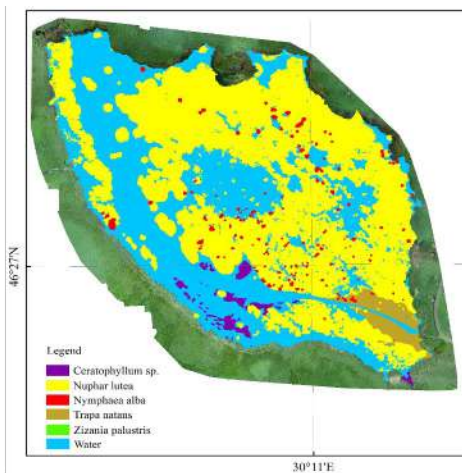 46°27'N
Legend
Ceratophyllum sp.
Nuphar lutea
Nymphaea alba
Trapa natans
Zizania palustris
Water
30°11'E